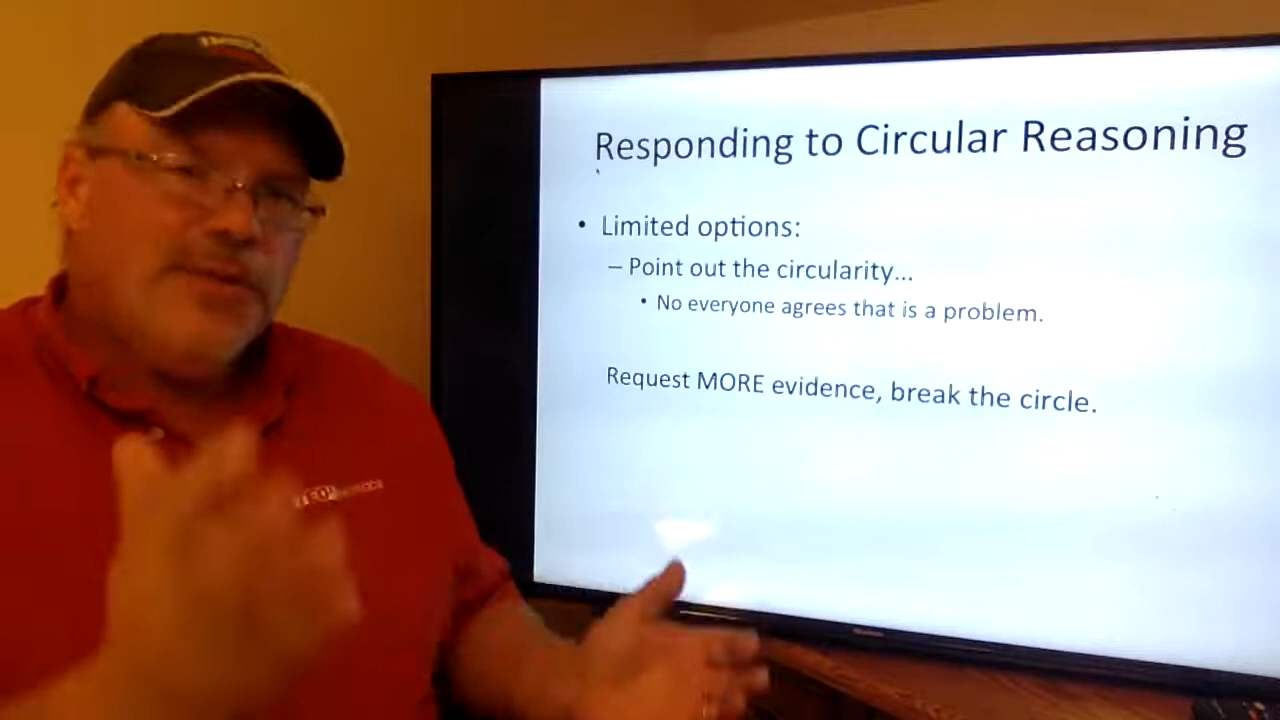 Responding to Circular Reasoning
• Limited options:
– Point out the circularity...
• No everyone agrees that is a problem.
Request MORE evidence, break the circle.